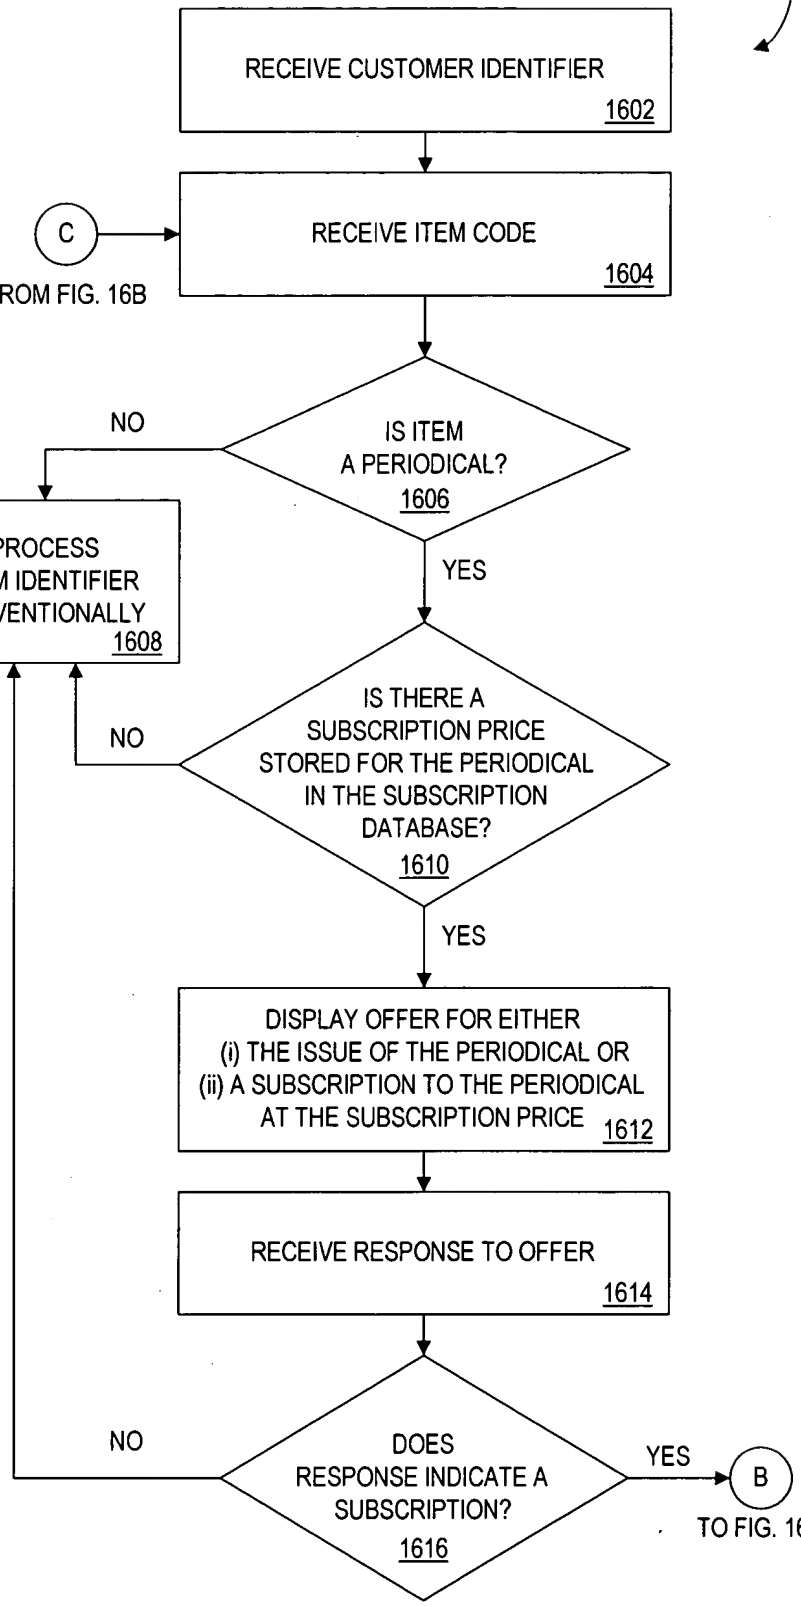 RECEIVE CUSTOMER IDENTIFIER
1602
C
RECEIVE ITEM CODE
1604
ROM FIG. 16B
NO
IS ITEM
A PERIODICAL?
1606
YES
PROCESS
M IDENTIFIER
VENTIONALLY
1608
IS THERE A
SUBSCRIPTION PRICE
STORED FOR THE PERIODICAL
IN THE SUBSCRIPTION
DATABASE?
1610
NO
YES
DISPLAY OFFER FOR EITHER
(i) THE ISSUE OF THE PERIODICAL OR
(ii) A SUBSCRIPTION TO THE PERIODICAL
AT THE SUBSCRIPTION PRICE
1612
RECEIVE RESPONSE TO OFFER
1614
NO
DOES
RESPONSE INDICATE A
SUBSCRIPTION?
1616
YES
B
TO FIG. 16